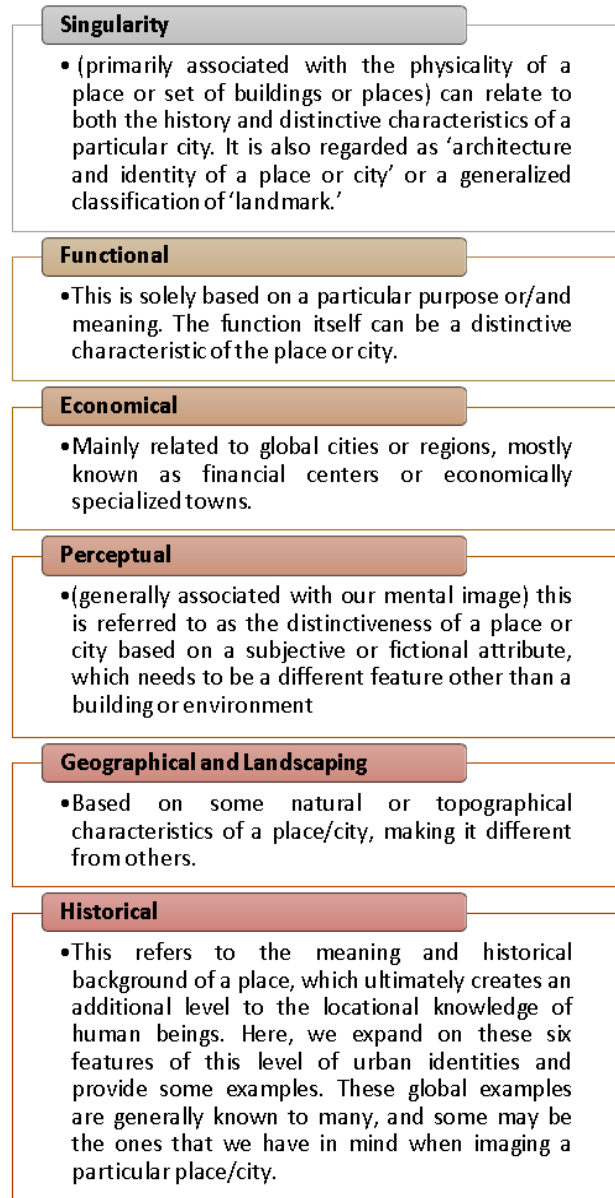 Singularity
• (primarily associated with the physicality of a
place or set of buildings or places) can relate to
both the history and distinctive characteristics of a
particular city. It is also regarded as ‘architecture
and identity of a place or city’ or a generalized
classification of ‘landmark.’
Functional
•This is solely based on a particular purpose or/and
meaning. The function itself can be a distinctive
characteristic of the place or city.
Economical
•Mainly related to global cities or regions, mostly
known as financial centers or economically
specialized towns.
Perceptual
•(generally associated with our mental image) this
is referred to as the distinctiveness of a place or
city based on a subjective or fictional attribute,
which needs to be a different feature other than a
building or environment
Geographical and Landscaping
•Based on some natural or topographical
characteristics of a place/city, making it different
from others.
Historical
•This refers to the meaning and historical
background of a place, which ultimately creates an
additional level to the locational knowledge of
human beings. Here, we expand on these six
features of this level of urban identities and
provide some examples. These global examples
are generally known to many, and some may be
the ones that we have in mind when imaging a
particular place/city.